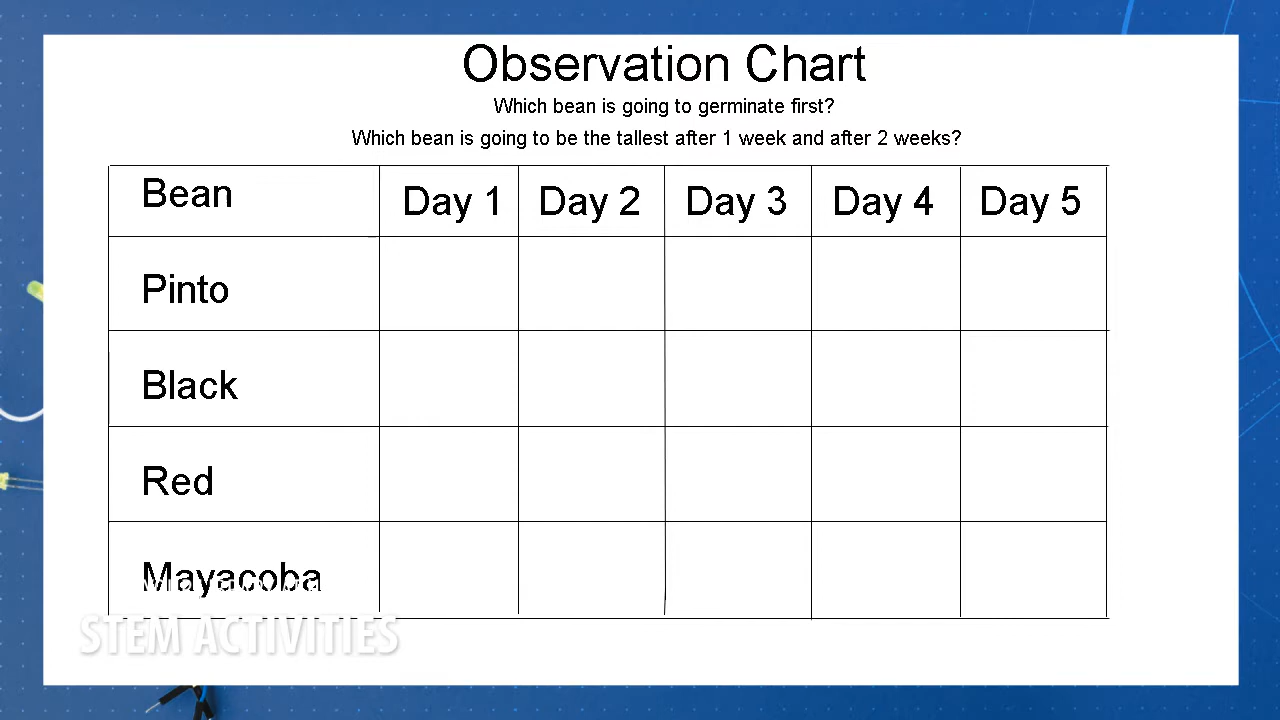 Observation Chart
Which bean is going to germinate first?
Which bean is going to be the tallest after 1 week and after 2 weeks?
Bean Day 1 Day 2 Day 3 Day 4 Day 5
Pinto
Black
Red
Mayacoba
STEM ACTIVITIES